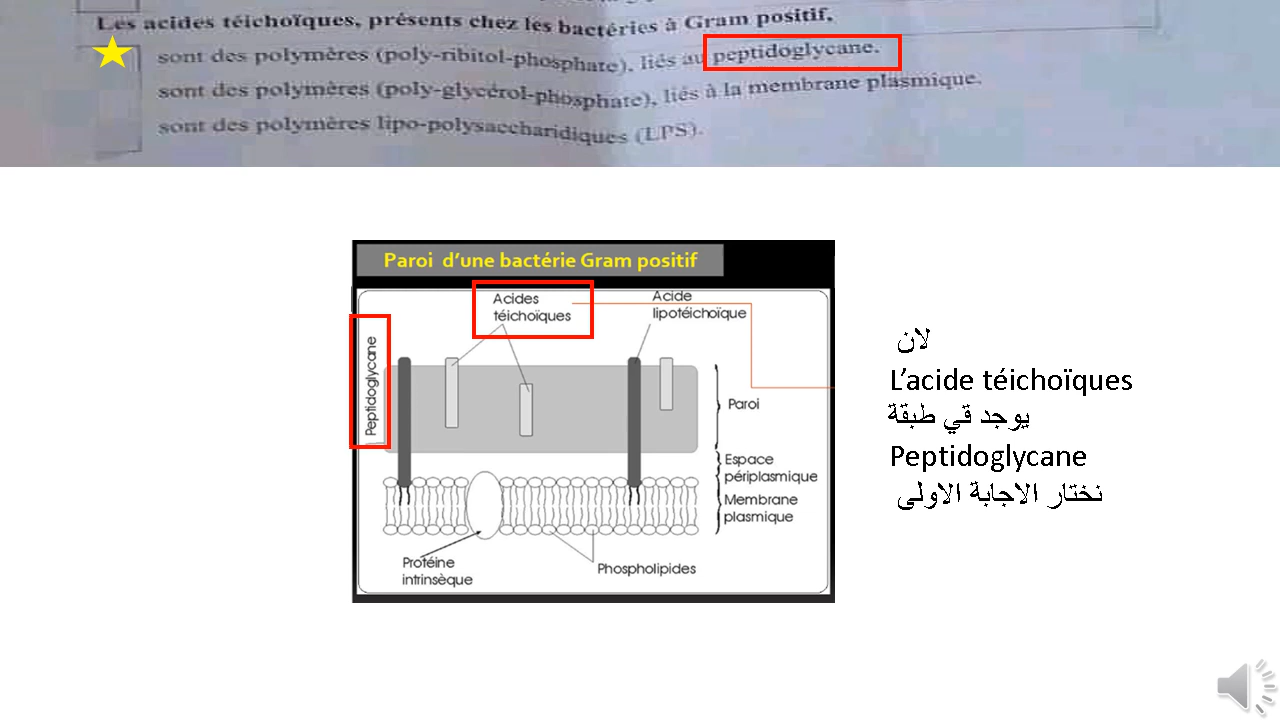 Les acides téichoïques, présents chez les bactéries à Gram positif,
sont des polymères (poly-ribitol-phosphate), liés au peptidoglycane.
sont des polymères (poly-glycérol-phosphate), liés à la membrane plasmique.
sont des polymères lipo-polysaccharidiques (LPS).
Paroi d'une bactérie Gram positif
Acides
téichoïques
Acide
lipotéichoïque
Peptidoglycane
Paroi
Espace
périplasmique
Membrane
plasmique
Protéine
intrinsèque
Phospholipides
لان
L'acide téichoïques
يوجد قي طبقة
Peptidoglycane
نختار الاجابة الاولى